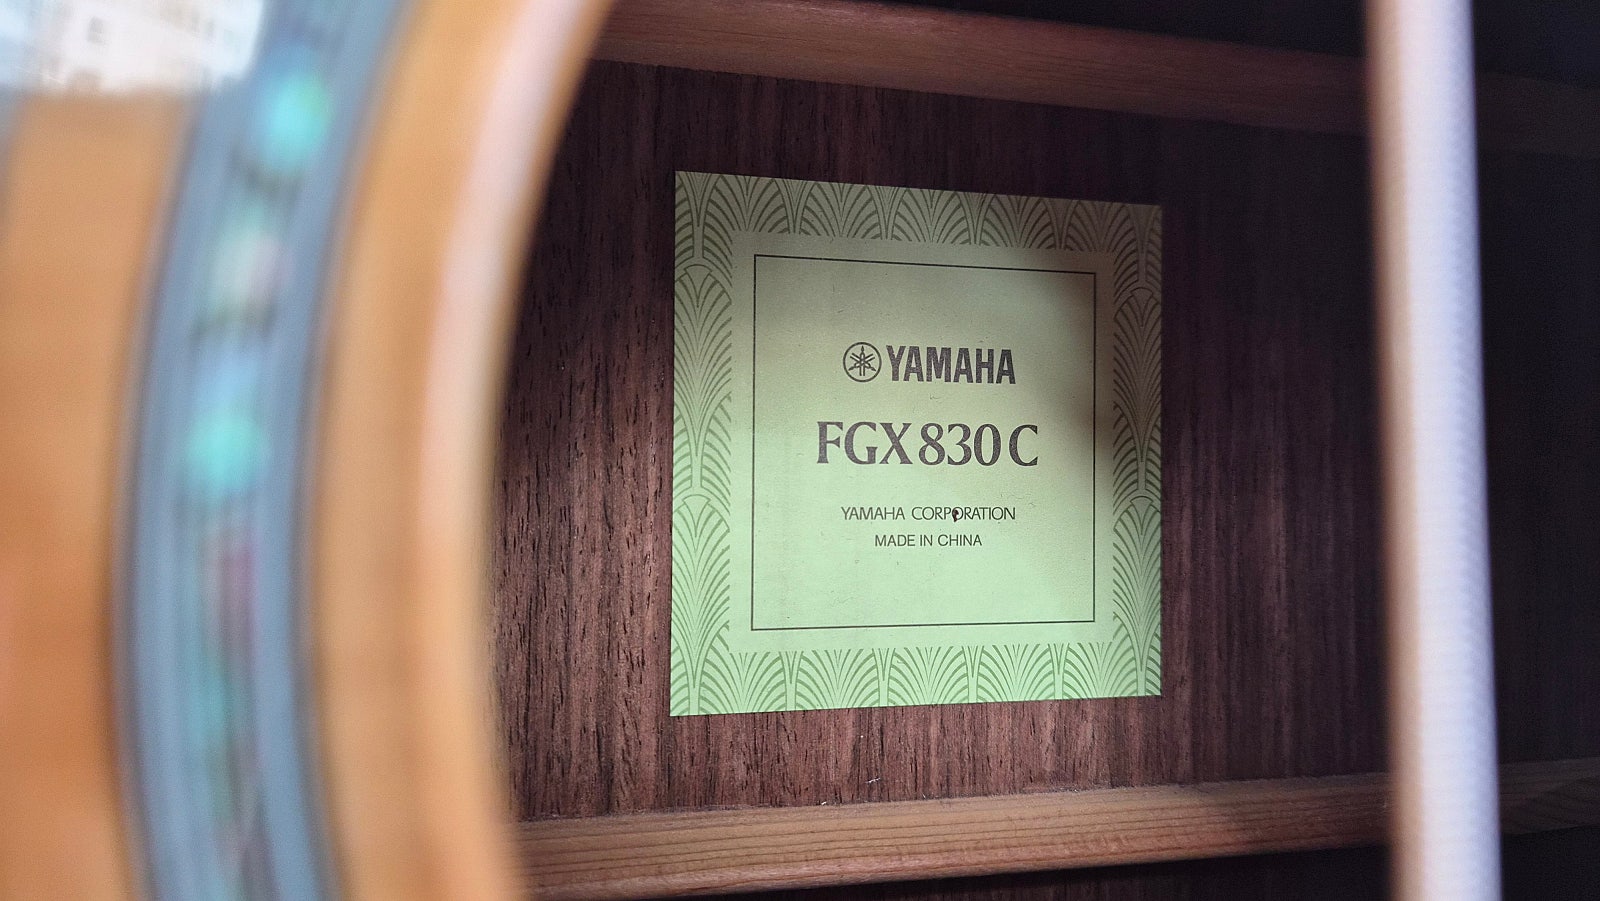 YAMAHA
FGX830C
YAMAHA CORPORATION
MADE IN CHINA